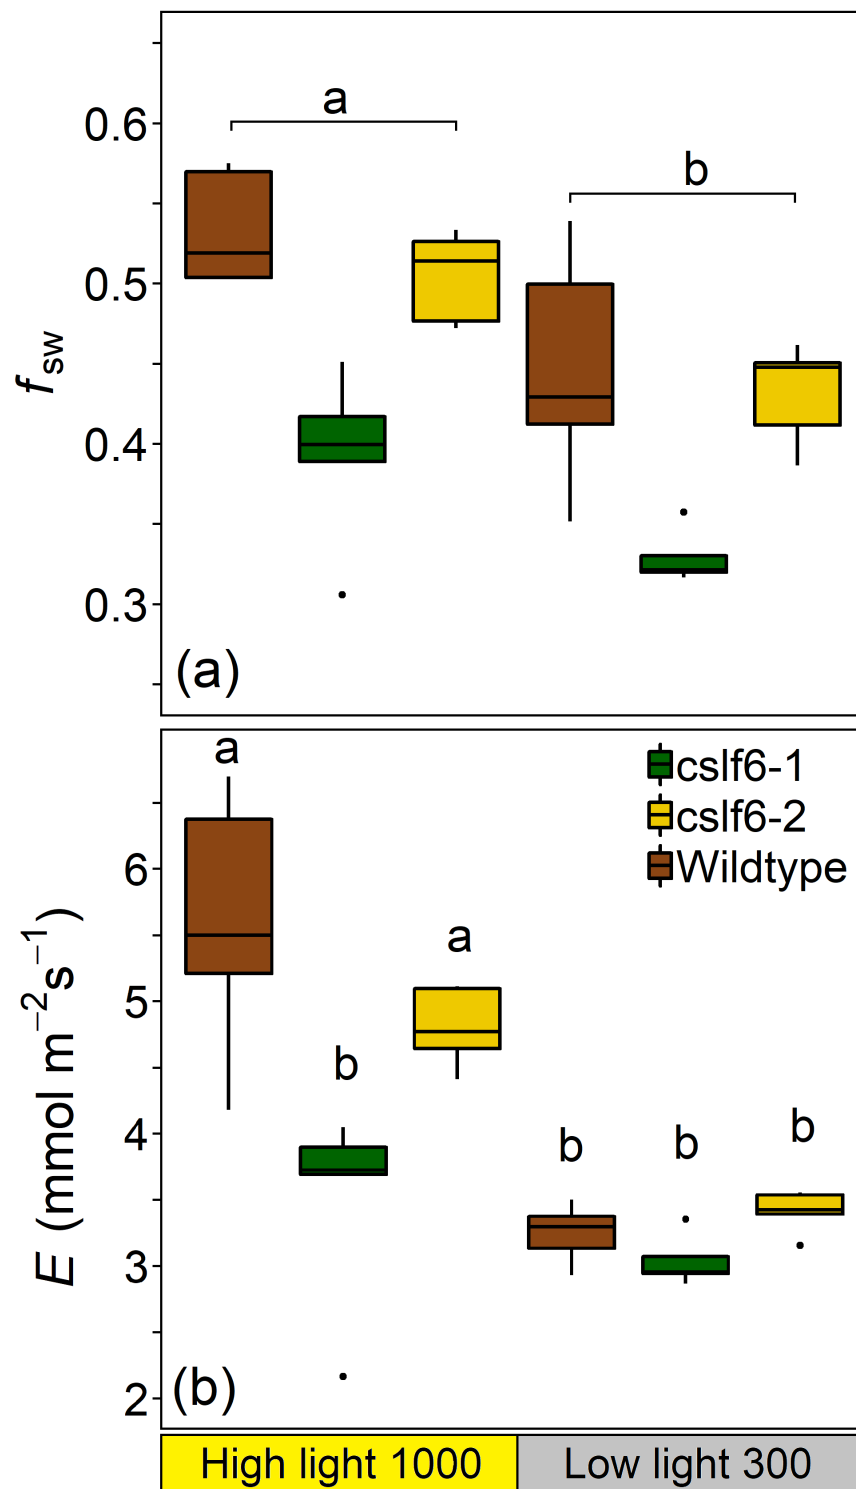 a
0.6
b
0.5
f sw
0.4
0.3
(a)
a
cslf6-1
cslf6-2
Wildtype
6
a
5
b
E (mmol m⁻²s⁻¹)
4
b
b
b
3
2
(b)
High light 1000
Low light 300